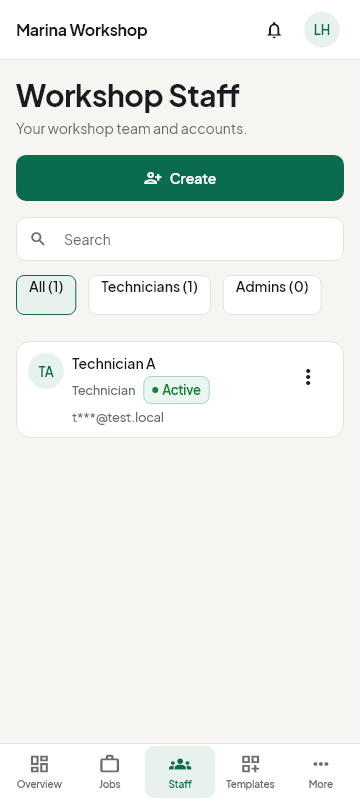 Marina Workshop
LH
Workshop Staff
Your workshop team and accounts.
Create
Search
All (1)
Technicians (1)
Admins (0)
TA
Technician A
Technician
Active
t***@test.local
Overview
Jobs
Staff
Templates
More